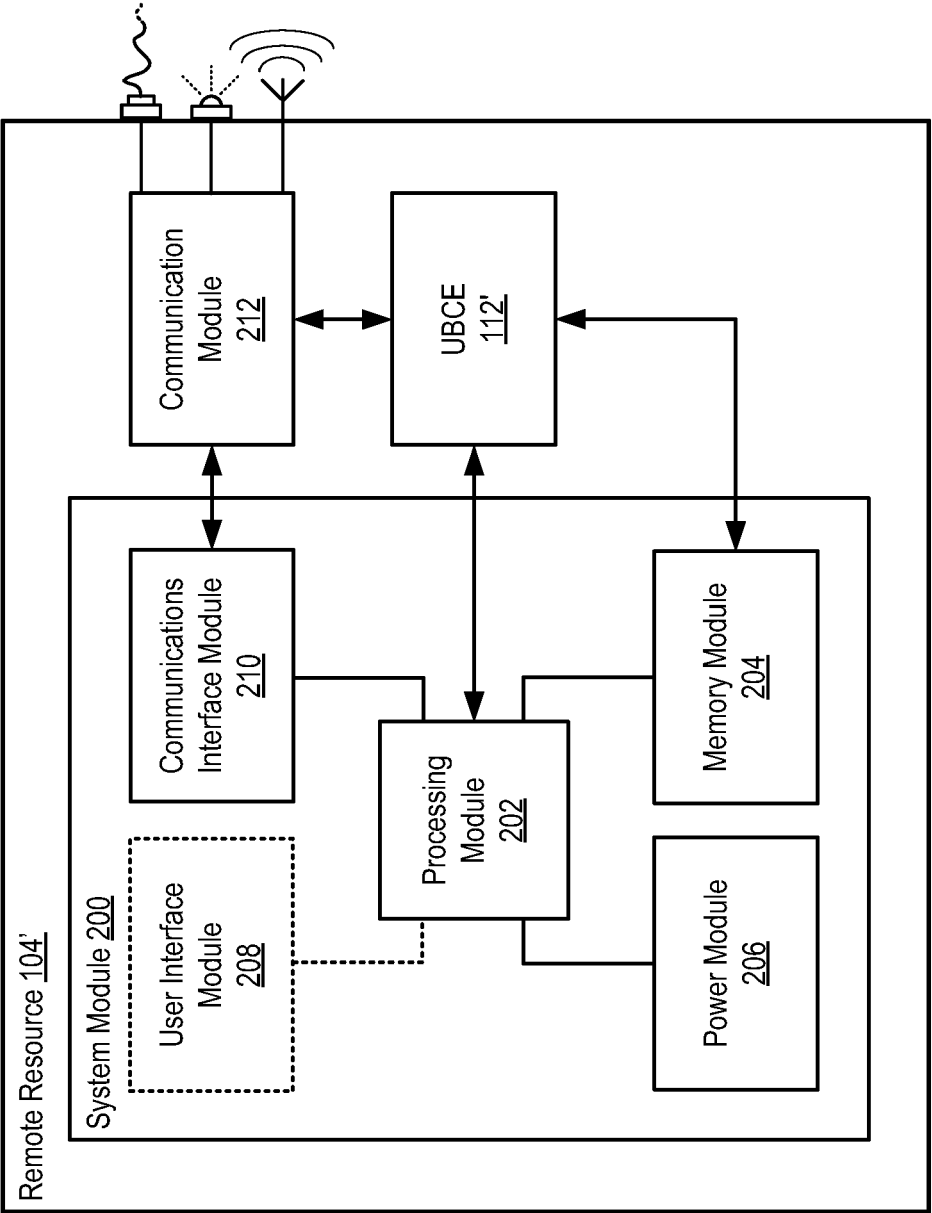 Remote Resource 104’
System Module 200
User Interface
Module
208
Communications
Interface Module
210
Communication
Module
212
Processing
Module
202
UBCE
112'
Power Module
206
Memory Module
204